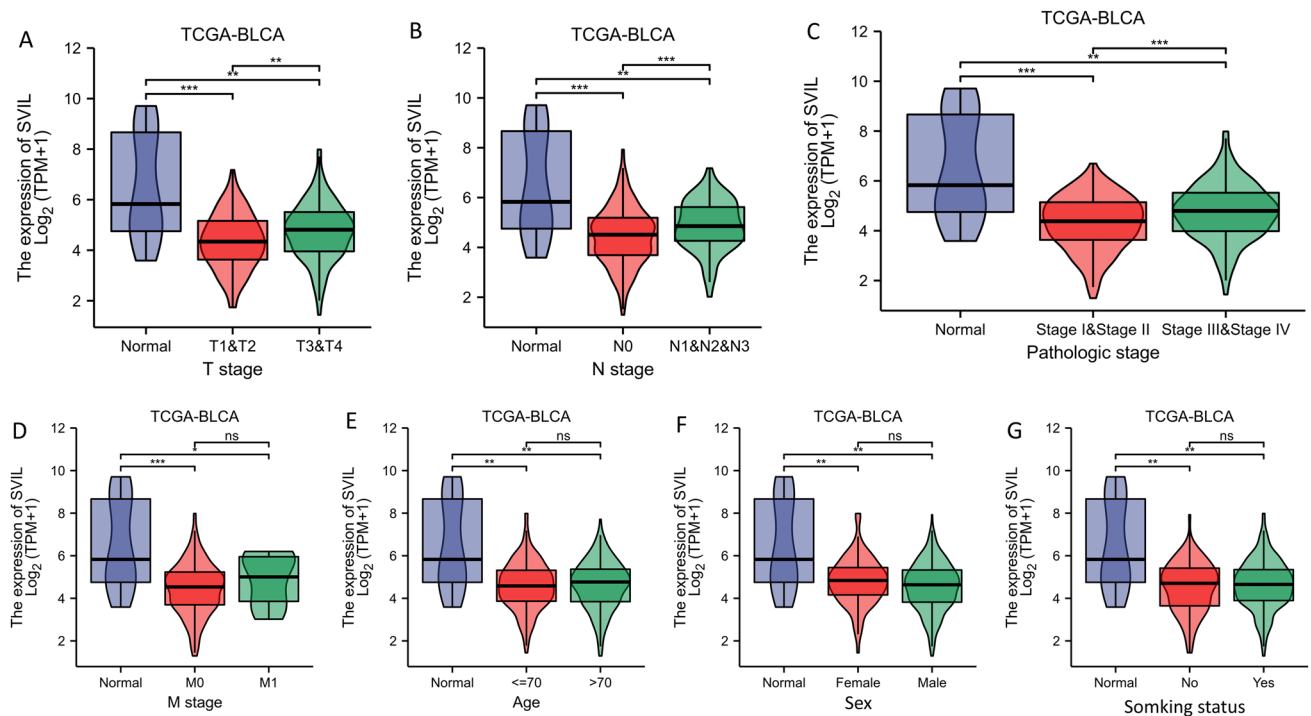 A
TCGA-BLCA
The expression of SVIL
Log2 (TPM+1)
12
10
8
6
4
2
***
**
**
Normal T1&T2 T3&T4
T stage
B
TCGA-BLCA
The expression of SVIL
Log2 (TPM+1)
12
10
8
6
4
2
***
**
***
Normal N0 N1&N2&N3
N stage
C
TCGA-BLCA
The expression of SVIL
Log2 (TPM+1)
12
10
8
6
4
2
***
**
***
Normal Stage I&Stage II Stage III&Stage IV
Pathologic stage
D
TCGA-BLCA
The expression of SVIL
Log2 (TPM+1)
12
10
8
6
4
2
ns
*
***
Normal M0 M1
M stage
E
TCGA-BLCA
The expression of SVIL
Log2 (TPM+1)
12
10
8
6
4
2
ns
**
**
Normal <=70 >70
Age
F
TCGA-BLCA
The expression of SVIL
Log2 (TPM+1)
12
10
8
6
4
2
ns
**
**
Normal Female Male
Sex
G
TCGA-BLCA
The expression of SVIL
Log2 (TPM+1)
12
10
8
6
4
2
ns
**
**
Normal No Yes
Somking status